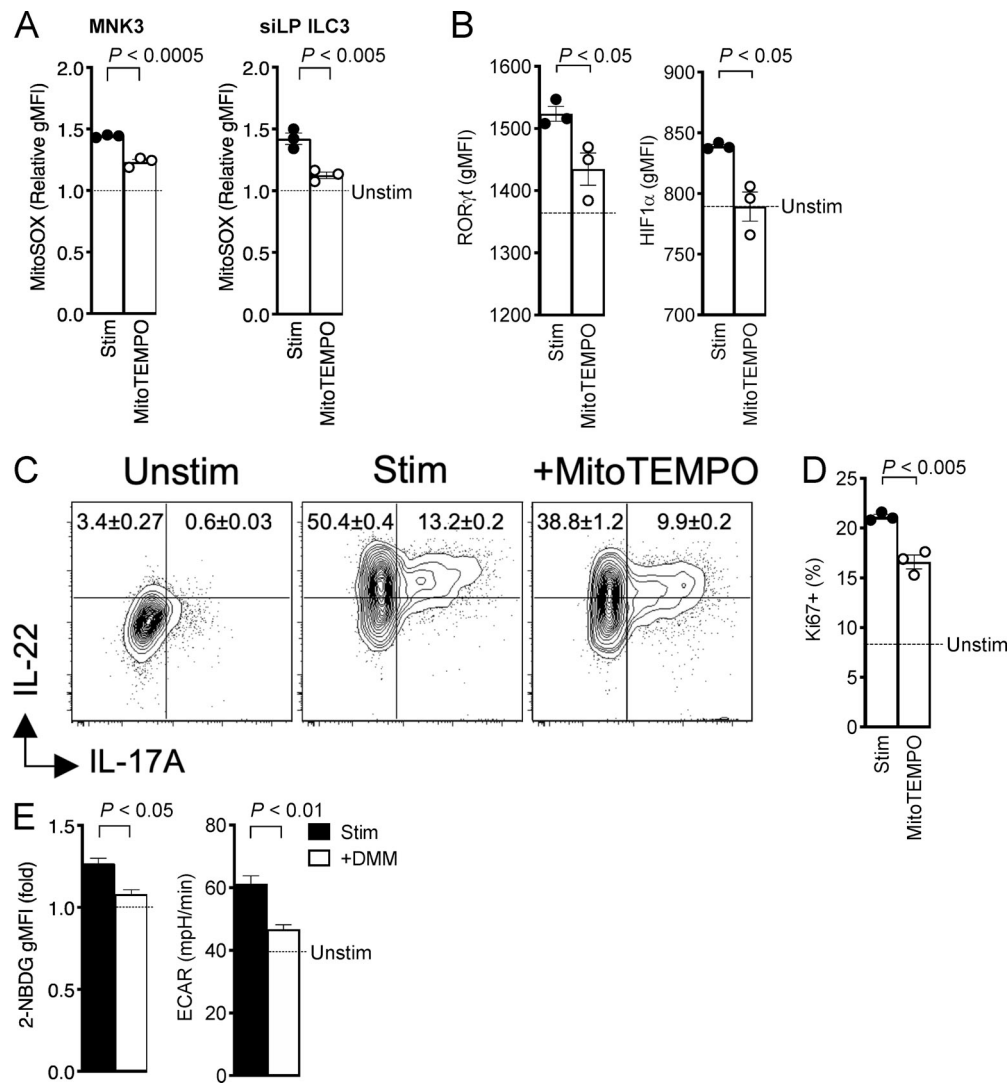 A
MNK3
siLP ILC3
P < 0.0005
P < 0.005
MitoSOX (Relative gMFI)
2.0
1.5
1.0
0.5
0.0
Stim
MitoTEMPO
MitoSOX (Relative gMFI)
2.0
1.5
1.0
0.5
0.0
Unstim
Stim
MitoTEMPO
B
P < 0.05
P < 0.05
RORγt (gMFI)
1600
1500
1400
1300
1200
Stim
MitoTEMPO
HIF1α (gMFI)
900
850
800
750
700
Unstim
Stim
MitoTEMPO
C
Unstim
Stim
+MitoTEMPO
3.4±0.27
0.6±0.03
50.4±0.4
13.2±0.2
38.8±1.2
9.9±0.2
IL-22
IL-17A
D
P < 0.005
Ki67+ (%)
25
20
15
10
5
0
Unstim
Stim
MitoTEMPO
E
P < 0.05
2-NBDG gMFI (fold)
1.5
1.0
0.5
0.0
P < 0.01
ECAR (mpH/min)
80
60
40
20
0
Stim
+DMM
Unstim